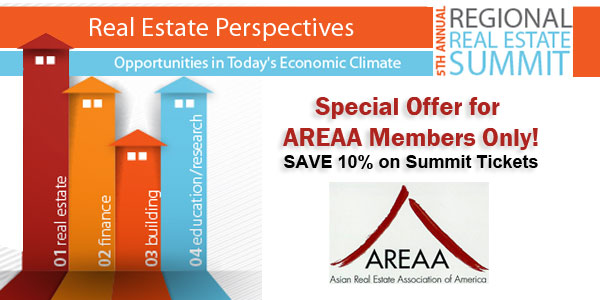 Real Estate Perspectives
Opportunities in Today's Economic Climate
5TH ANNUAL
REGIONAL
REAL ESTATE
SUMMIT
01 real estate
02 finance
03 building
04 education/research
Special Offer for
AREAA Members Only!
SAVE 10% on Summit Tickets
AREAA
Asian Real Estate Association of America